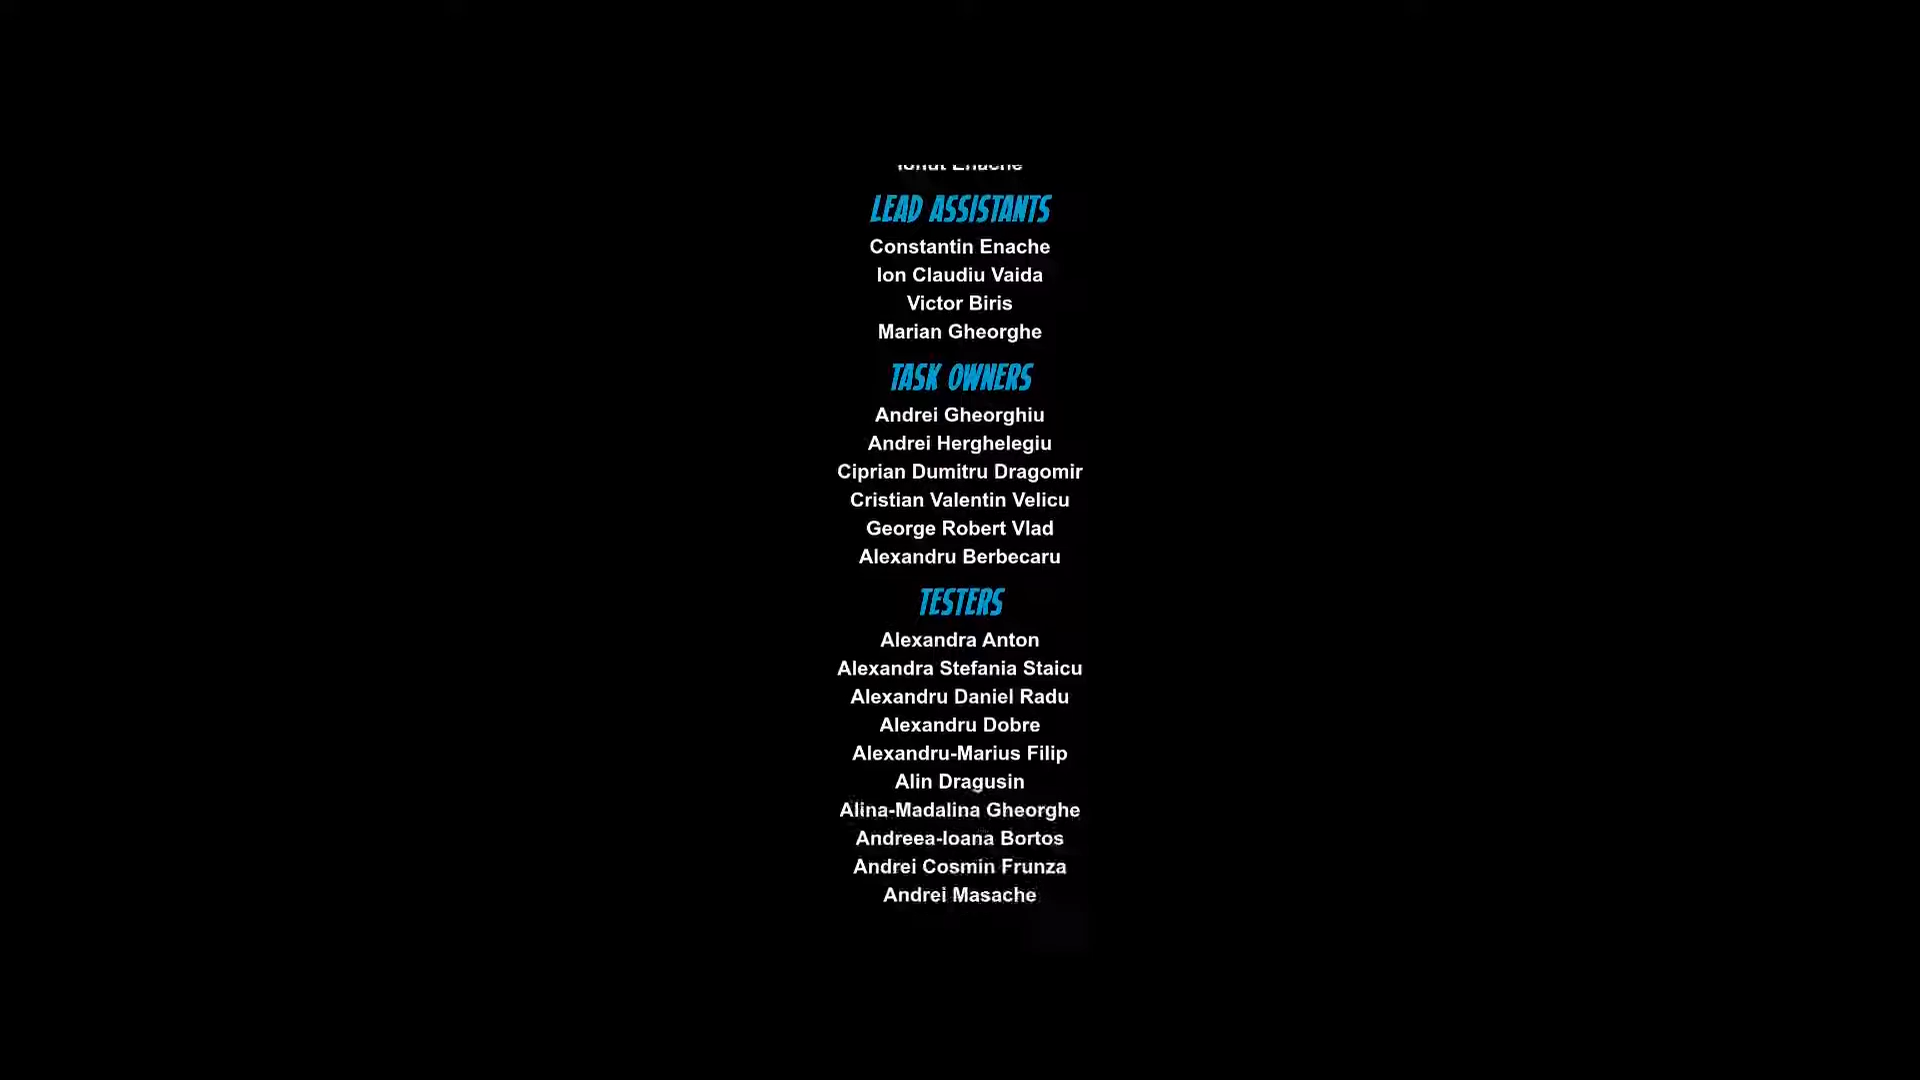 LEAD ASSISTANTS
Constantin Enache
Ion Claudiu Vaida
Victor Biris
Marian Gheorghe
TASK OWNERS
Andrei Gheorghiu
Andrei Herghelegiu
Ciprian Dumitru Dragomir
Cristian Valentin Velicu
George Robert Vlad
Alexandru Berbecaru
TESTERS
Alexandra Anton
Alexandra Stefania Staicu
Alexandru Daniel Radu
Alexandru Dobre
Alexandru-Marius Filip
Alin Dragusin
Alina-Madalina Gheorghe
Andreea-Ioana Bortos
Andrei Cosmin Frunza
Andrei Masache